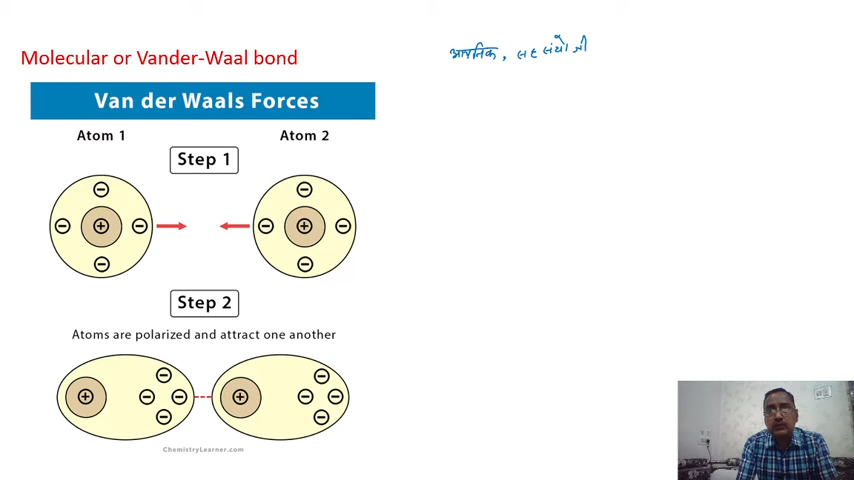 Molecular or Vander-Waal bond
आयनिक, सह संयोजी
Van der Waals Forces
Atom 1 Atom 2
Step 1
Step 2
Atoms are polarized and attract one another
ChemistryLearner.com